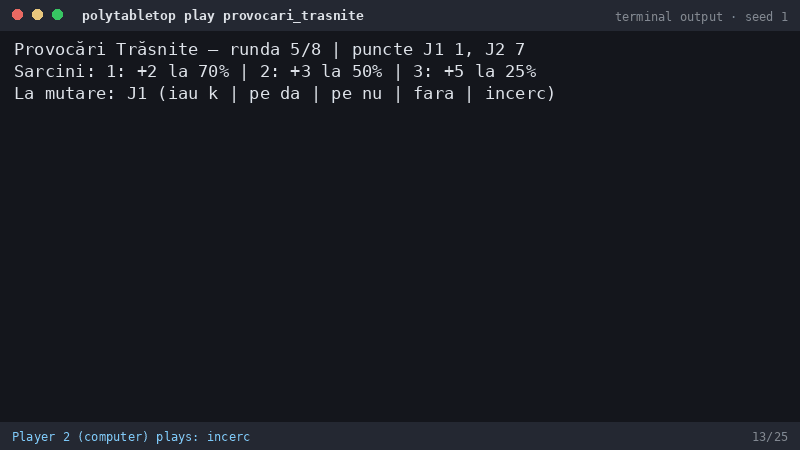 polytabletop play provocari_trasnite
terminal output · seed 1
Provocări Trăsnite — runda 5/8 | puncte J1 1, J2 7
Sarcini: 1: +2 la 70% | 2: +3 la 50% | 3: +5 la 25%
La mutare: J1 (iau k | pe da | pe nu | fara | incerc)
Player 2 (computer) plays: incerc
13/25